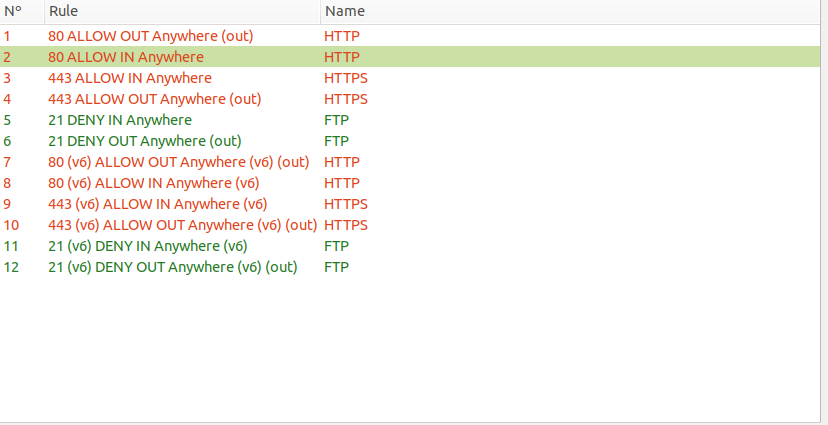 Nº Rule Name
1 80 ALLOW OUT Anywhere (out) HTTP
2 80 ALLOW IN Anywhere HTTP
3 443 ALLOW IN Anywhere HTTPS
4 443 ALLOW OUT Anywhere (out) HTTPS
5 21 DENY IN Anywhere FTP
6 21 DENY OUT Anywhere (out) FTP
7 80 (v6) ALLOW OUT Anywhere (v6) (out) HTTP
8 80 (v6) ALLOW IN Anywhere (v6) HTTP
9 443 (v6) ALLOW IN Anywhere (v6) HTTPS
10 443 (v6) ALLOW OUT Anywhere (v6) (out) HTTPS
11 21 (v6) DENY IN Anywhere (v6) FTP
12 21 (v6) DENY OUT Anywhere (v6) (out) FTP